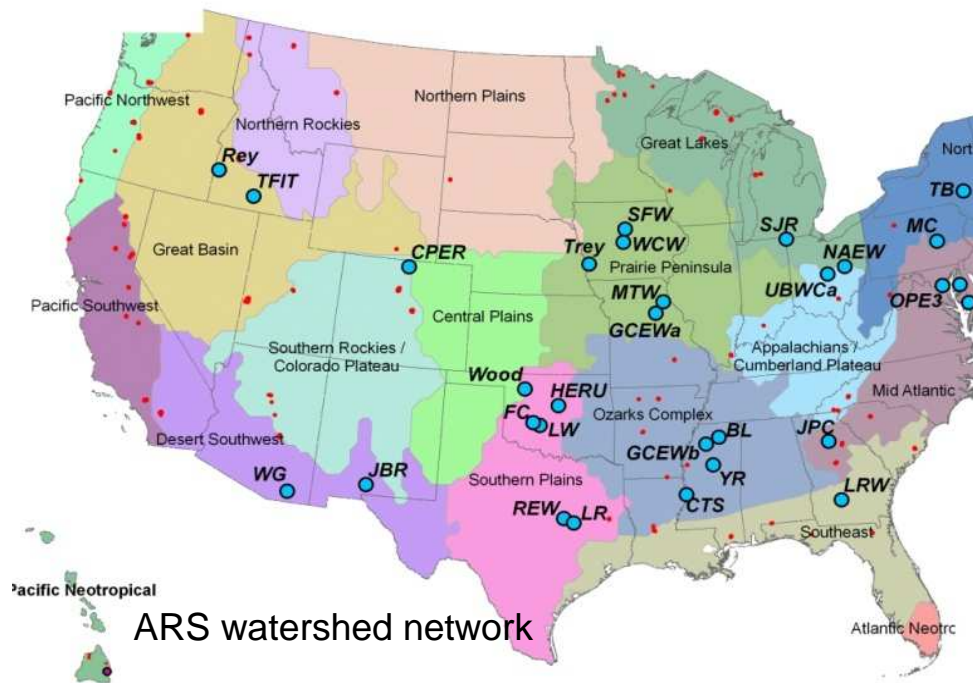 Pacific Northwest
Northern Plains
Northern Rockies
Great Lakes
North
Rey
TFIT
TB
SFW
WCW
SJR
MC
Great Basin
CPER
Trey
Prairie Peninsula
NAEW
UBWCa
OPE3
MTW
GCEWa
Pacific Southwest
Central Plains
Southern Rockies /
Colorado Plateau
Appalachians /
Cumberland Plateau
Wood
HERU
Mid Atlantic
FC
LW
Ozarks Complex
Desert Southwest
BL
JPC
GCEWb
YR
WG
JBR
Southern Plains
CTS
LRW
REW
LR
Southeast
Pacific Neotropical
ARS watershed network
Atlantic Neotrc